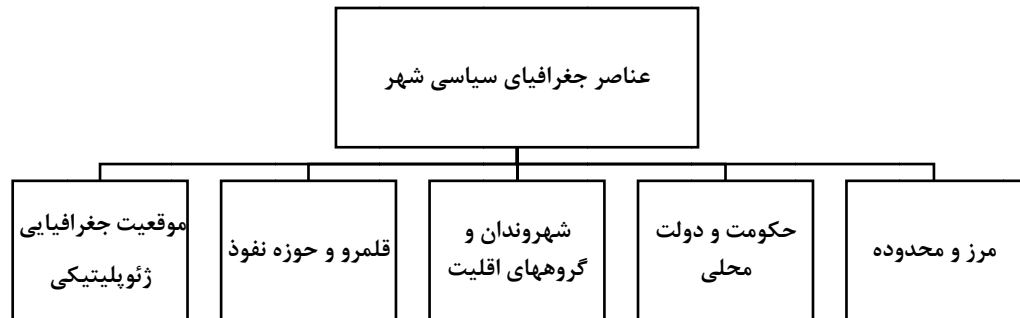 عناصر جغرافیای سیاسی شهر
مرز و محدوده
حکومت و دولت
محلی
شهروندان و
گروههای اقلیت
قلمرو و حوزه نفوذ
موقعیت جغرافیایی
ژئوپلیتیکی